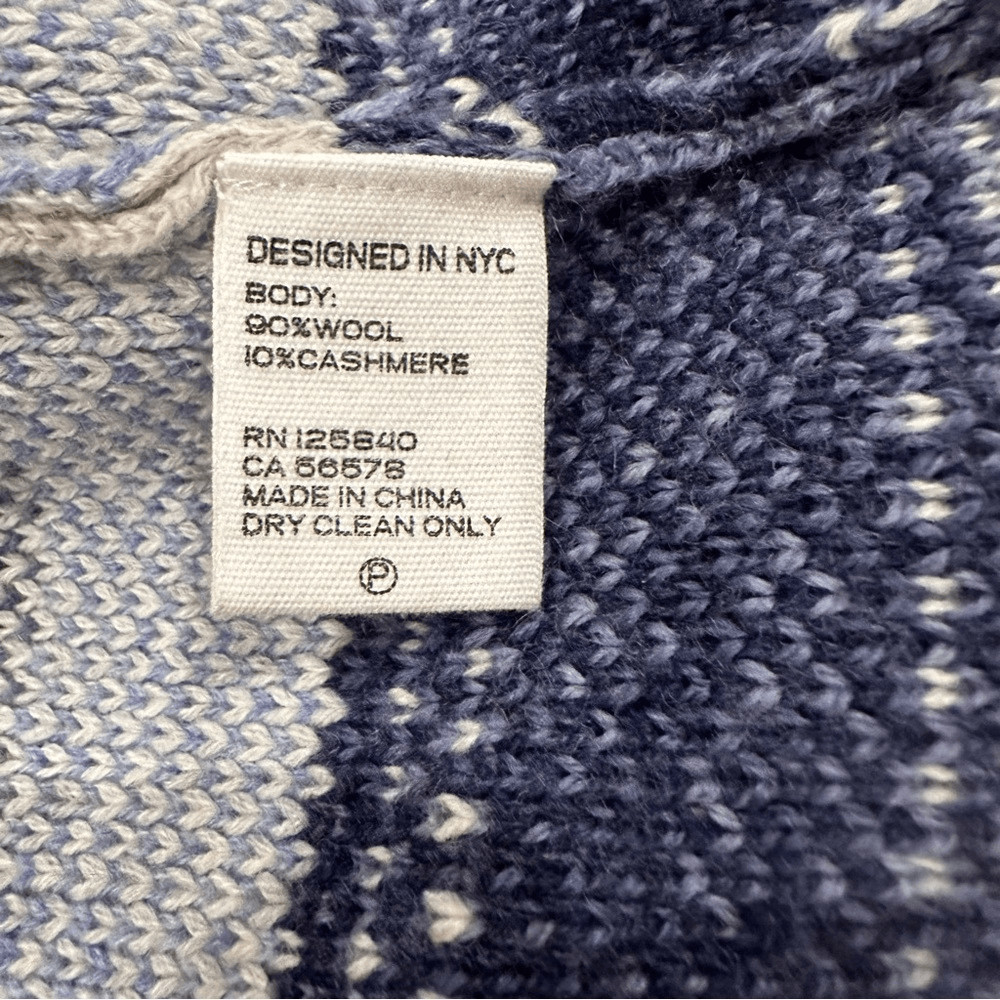 DESIGNED IN NYC
BODY:
90%WOOL
10%CASHMERE
RN 125840
CA 56578
MADE IN CHINA
DRY CLEAN ONLY
P